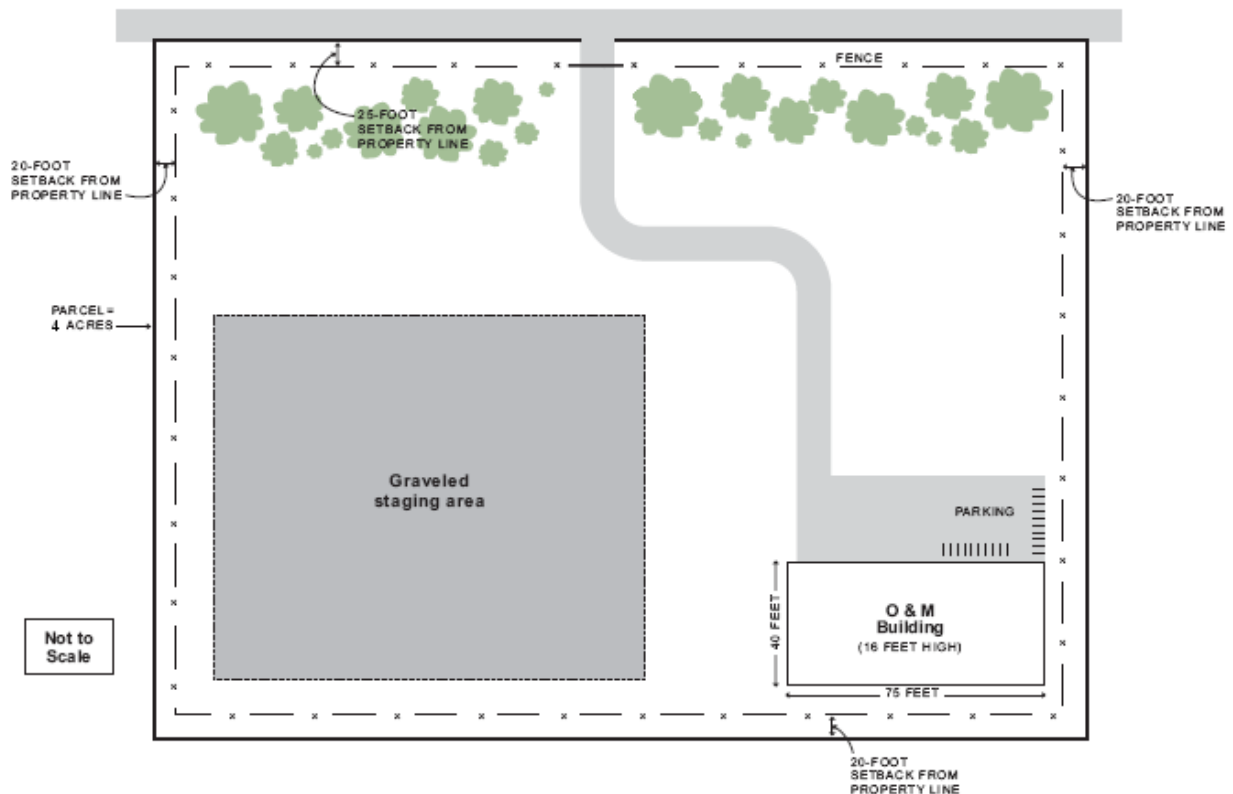 FENCE
25-FOOT
SETBACK FROM
PROPERTY LINE
20-FOOT
SETBACK FROM
PROPERTY LINE
20-FOOT
SETBACK FROM
PROPERTY LINE
PARCEL=
4 ACRES
Graveled
staging area
PARKING
40 FEET
O & M
Building
(16 FEET HIGH)
75 FEET
Not to
Scale
20-FOOT
SETBACK FROM
PROPERTY LINE